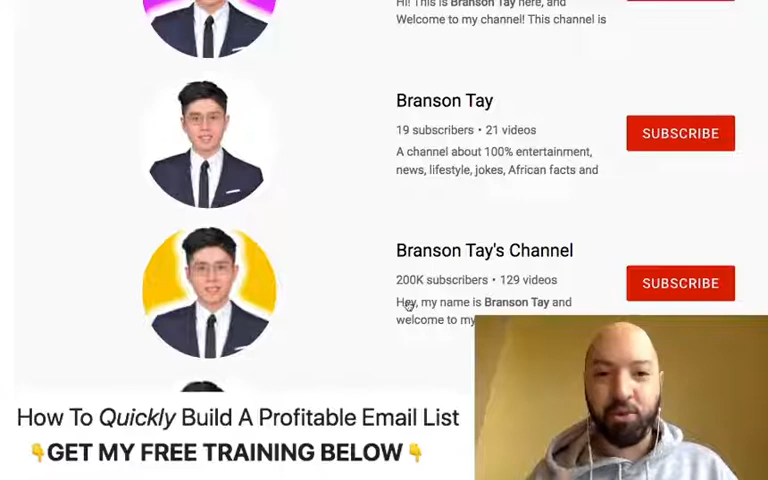 Hi! This is Branson Tay here, and
Welcome to my channel! This channel is
Branson Tay
19 subscribers • 21 videos
SUBSCRIBE
A channel about 100% entertainment,
news, lifestyle, jokes, African facts and
Branson Tay's Channel
200K subscribers • 129 videos
SUBSCRIBE
Hey, my name is Branson Tay and
welcome to my
How To Quickly Build A Profitable Email List
👇GET MY FREE TRAINING BELOW👇